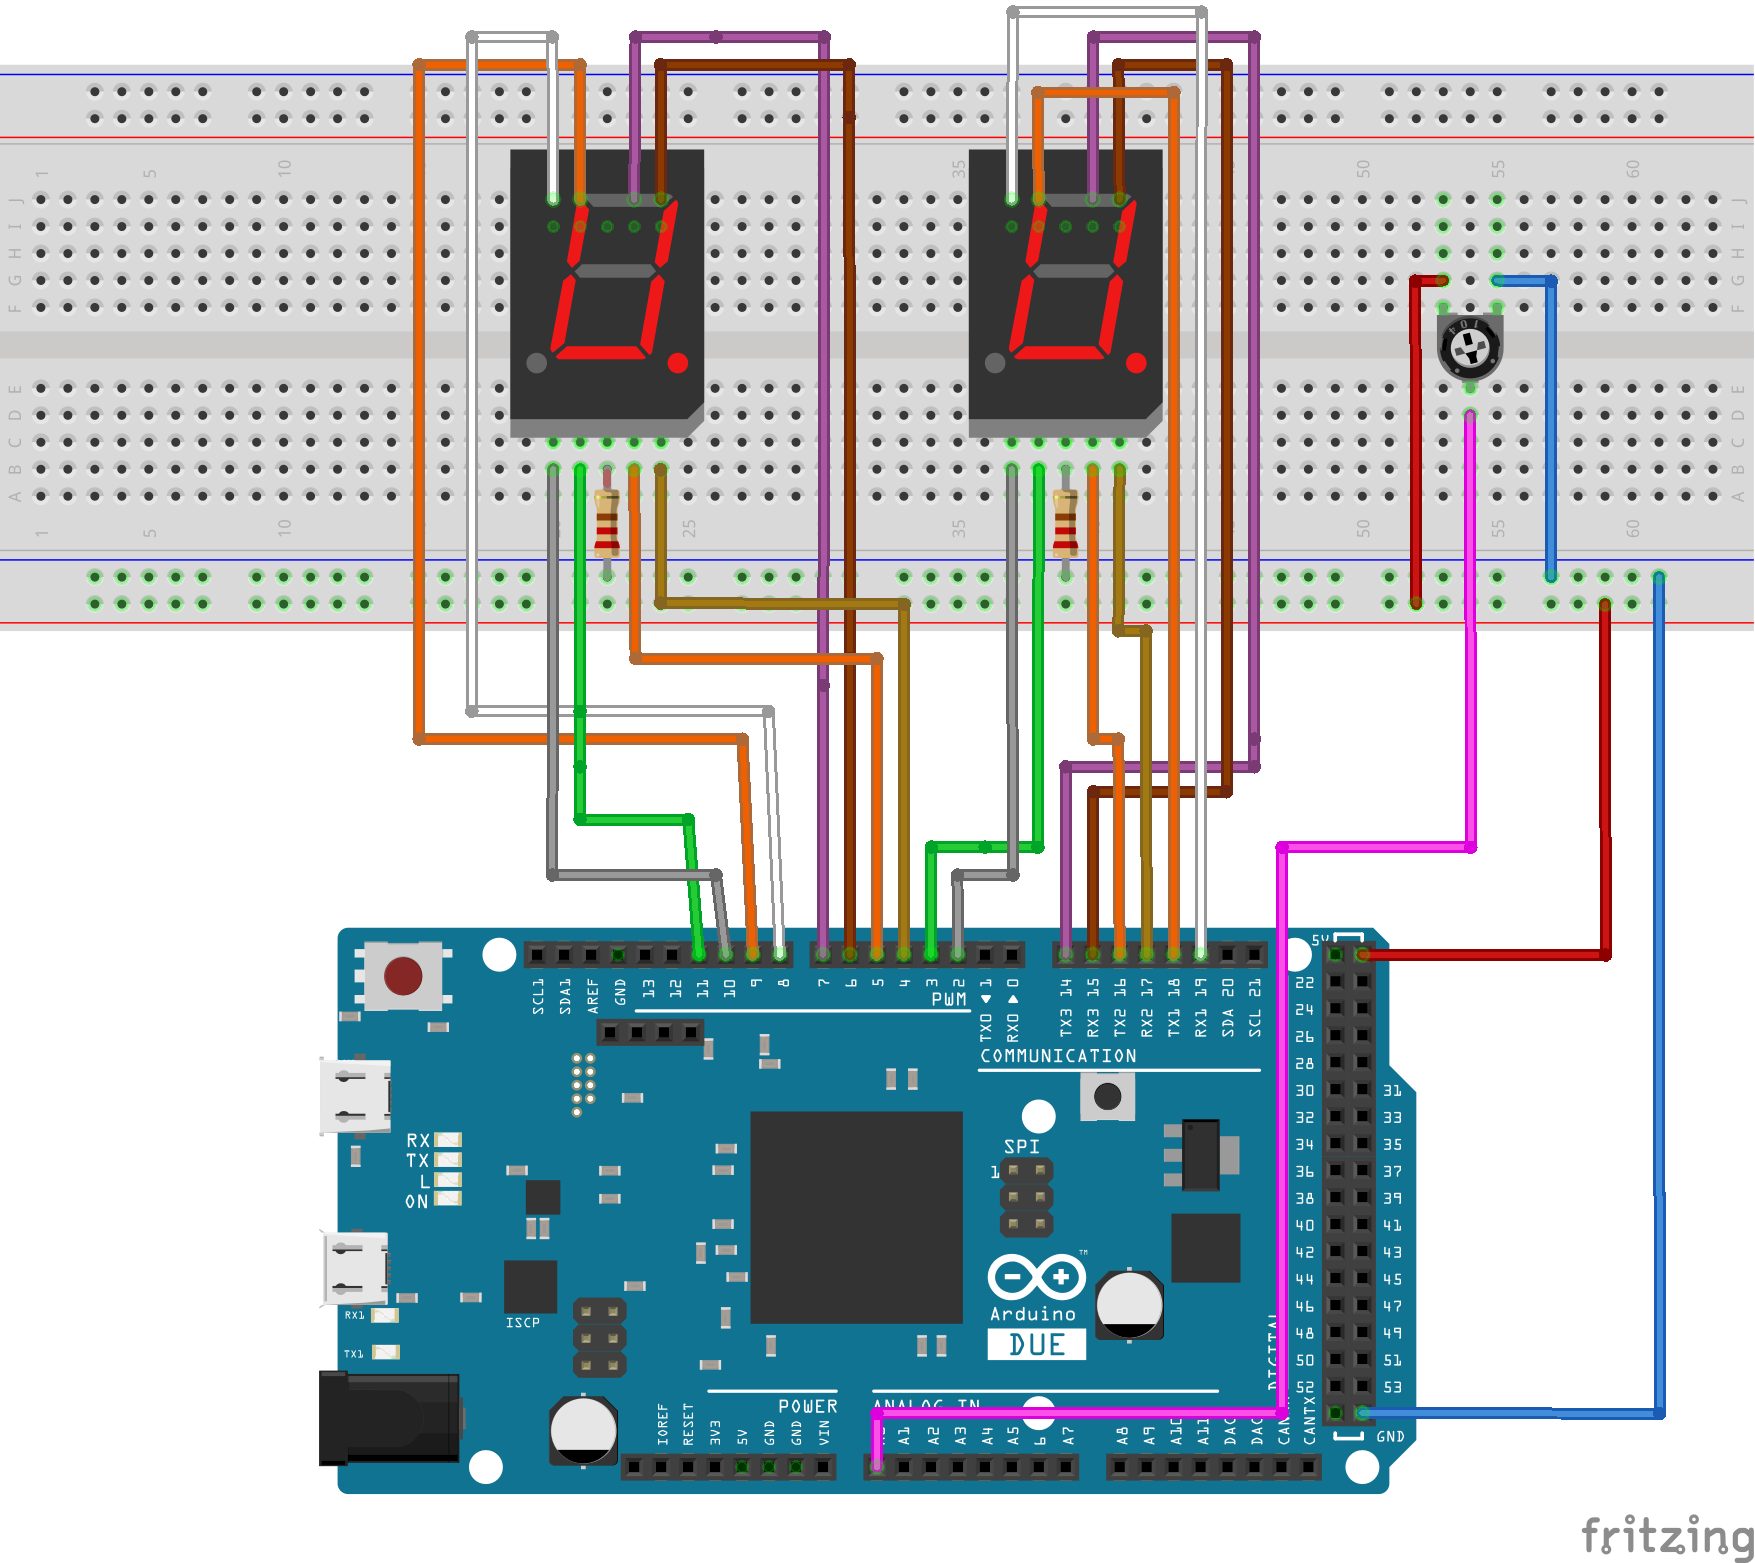 1 5 10 35 50 55 60
J J
I I
H H
G G
F F
104
E E
D D
C C
B B
A A
1 5 10 25 35 50 55 60
5V
SCL1 SDA1 AREF GND 13 12 11 10 9 8 7 6 5 4 3 2 TX0 ◀ 1 RX0 ▶ 0 TX3 14 RX3 15 TX2 16 RX2 17 TX1 18 RX1 19 SDA 20 SCL 21
PWM
COMMUNICATION
22
24
26
28
30 31
32 33
34 35
36 37
38 39
40 41
42 43
44 45
46 47
48 49
50 51
52 53
GND
DIGITAL
RX
TX
L
ON
SPI
1
Arduino
TM
DUE
ISCP
RX1
TX1
POWER
ANALOG IN
IOREF RESET 3V3 5V GND GND VIN A1 A2 A3 A4 A5 6 A7 A8 A9 A10 A11 DAC DAC CAN CANTX
fritzing